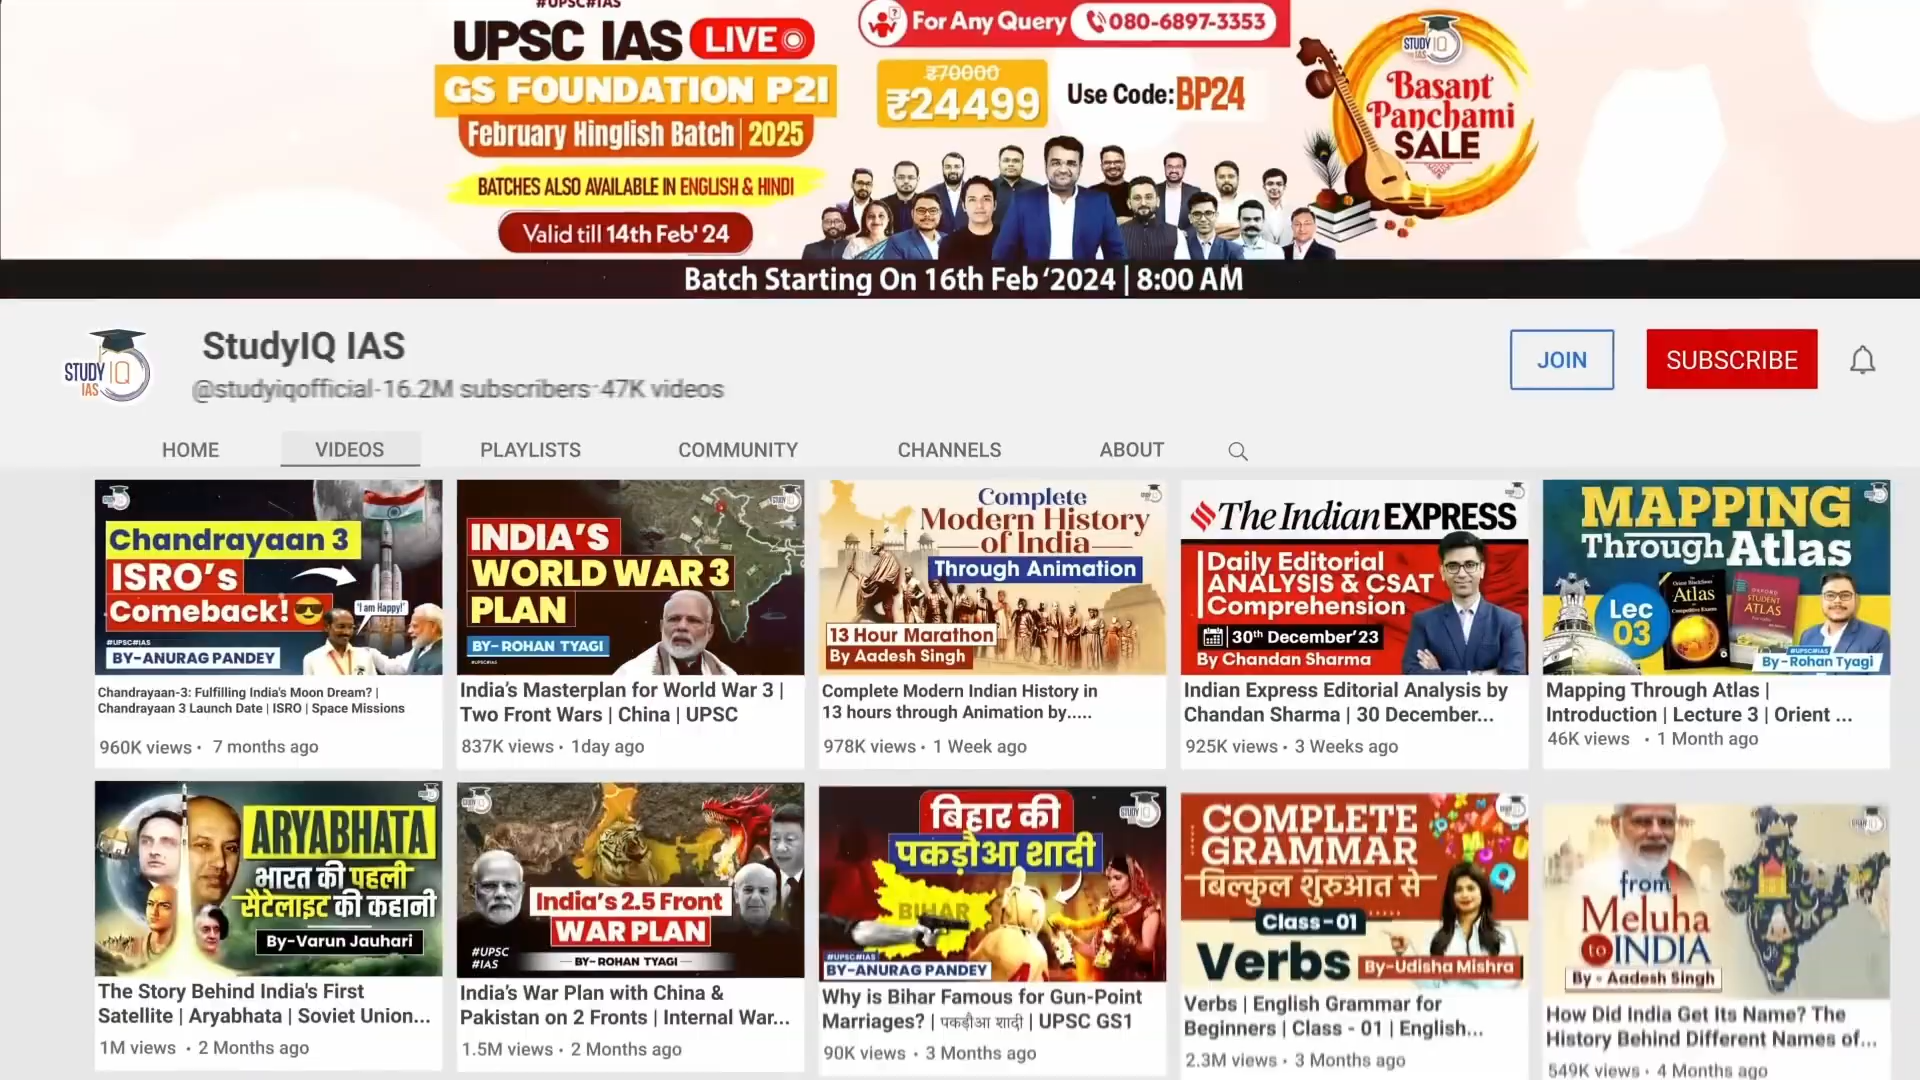 #UPSC#IAS
UPSC IAS LIVE
GS FOUNDATION P2I
February Hinglish Batch | 2025
BATCHES ALSO AVAILABLE IN ENGLISH & HINDI
Valid till 14th Feb' 24
For Any Query 080-6897-3353
₹70000
₹24499
Use Code: BP24
STUDY IQ
IAS
Basant
Panchami
SALE
Batch Starting On 16th Feb '2024 | 8:00 AM
STUDY IQ
IAS
StudyIQ IAS
@studyiqofficial-16.2M subscribers-47K videos
JOIN
SUBSCRIBE
HOME
VIDEOS
PLAYLISTS
COMMUNITY
CHANNELS
ABOUT
Chandrayaan 3
ISRO's
Comeback!
'I am Happy!'
#UPSC#IAS
BY-ANURAG PANDEY
Chandrayaan-3: Fulfilling India's Moon Dream? |
Chandrayaan 3 Launch Date | ISRO | Space Missions
960K views • 7 months ago
INDIA'S
WORLD WAR 3
PLAN
BY-ROHAN TYAGI
#UPSC#IAS
India's Masterplan for World War 3 |
Two Front Wars | China | UPSC
837K views • 1day ago
Complete
Modern History
of India
Through Animation
13 Hour Marathon
By Aadesh Singh
Complete Modern Indian History in
13 hours through Animation by.....
978K views • 1 Week ago
The Indian EXPRESS
Daily Editorial
ANALYSIS & CSAT
Comprehension
30th December'23
By Chandan Sharma
Indian Express Editorial Analysis by
Chandan Sharma | 30 December...
925K views • 3 Weeks ago
MAPPING
Through Atlas
Lec
03
Atlas
STUDENT
ATLAS
#UPSC#IAS
By-Rohan Tyagi
Mapping Through Atlas |
Introduction | Lecture 3 | Orient ...
46K views • 1 Month ago
ARYABHATA
भारत की पहली
सैटेलाइट की कहानी
By-Varun Jauhari
The Story Behind India's First
Satellite | Aryabhata | Soviet Union...
1M views • 2 Months ago
India's 2.5 Front
WAR PLAN
#UPSC
#IAS
BY-ROHAN TYAGI
India's War Plan with China &
Pakistan on 2 Fronts | Internal War...
1.5M views • 2 Months ago
बिहार की
पकड़ौआ शादी
BIHAR
#UPSC#IAS
BY-ANURAG PANDEY
Why is Bihar Famous for Gun-Point
Marriages? | पकड़ौआ शादी | UPSC GS1
90K views • 3 Months ago
COMPLETE
GRAMMAR
बिल्कुल शुरुआत से
Class-01
Verbs
By-Udisha Mishra
Verbs | English Grammar for
Beginners | Class - 01 | English...
2.3M views • 3 Months ago
from
Meluha
to INDIA
By - Aadesh Singh
How Did India Get Its Name? The
History Behind Different Names of...
549K views • 4 Months ago